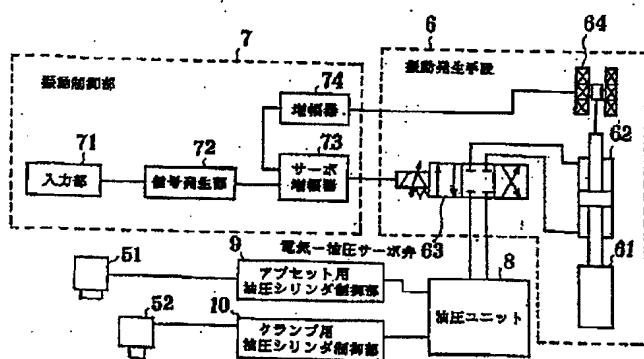 7
6
64
振動制御部
振動発生手段
74
増幅器
71
72
73
62
入力部
信号発生部
サーボ
増幅器
電気－油圧サーボ弁
63
61
51
9
アプセット用
油圧シリンダ制御部
8
52
10
クランプ用
油圧シリンダ制御部
油圧ユニット